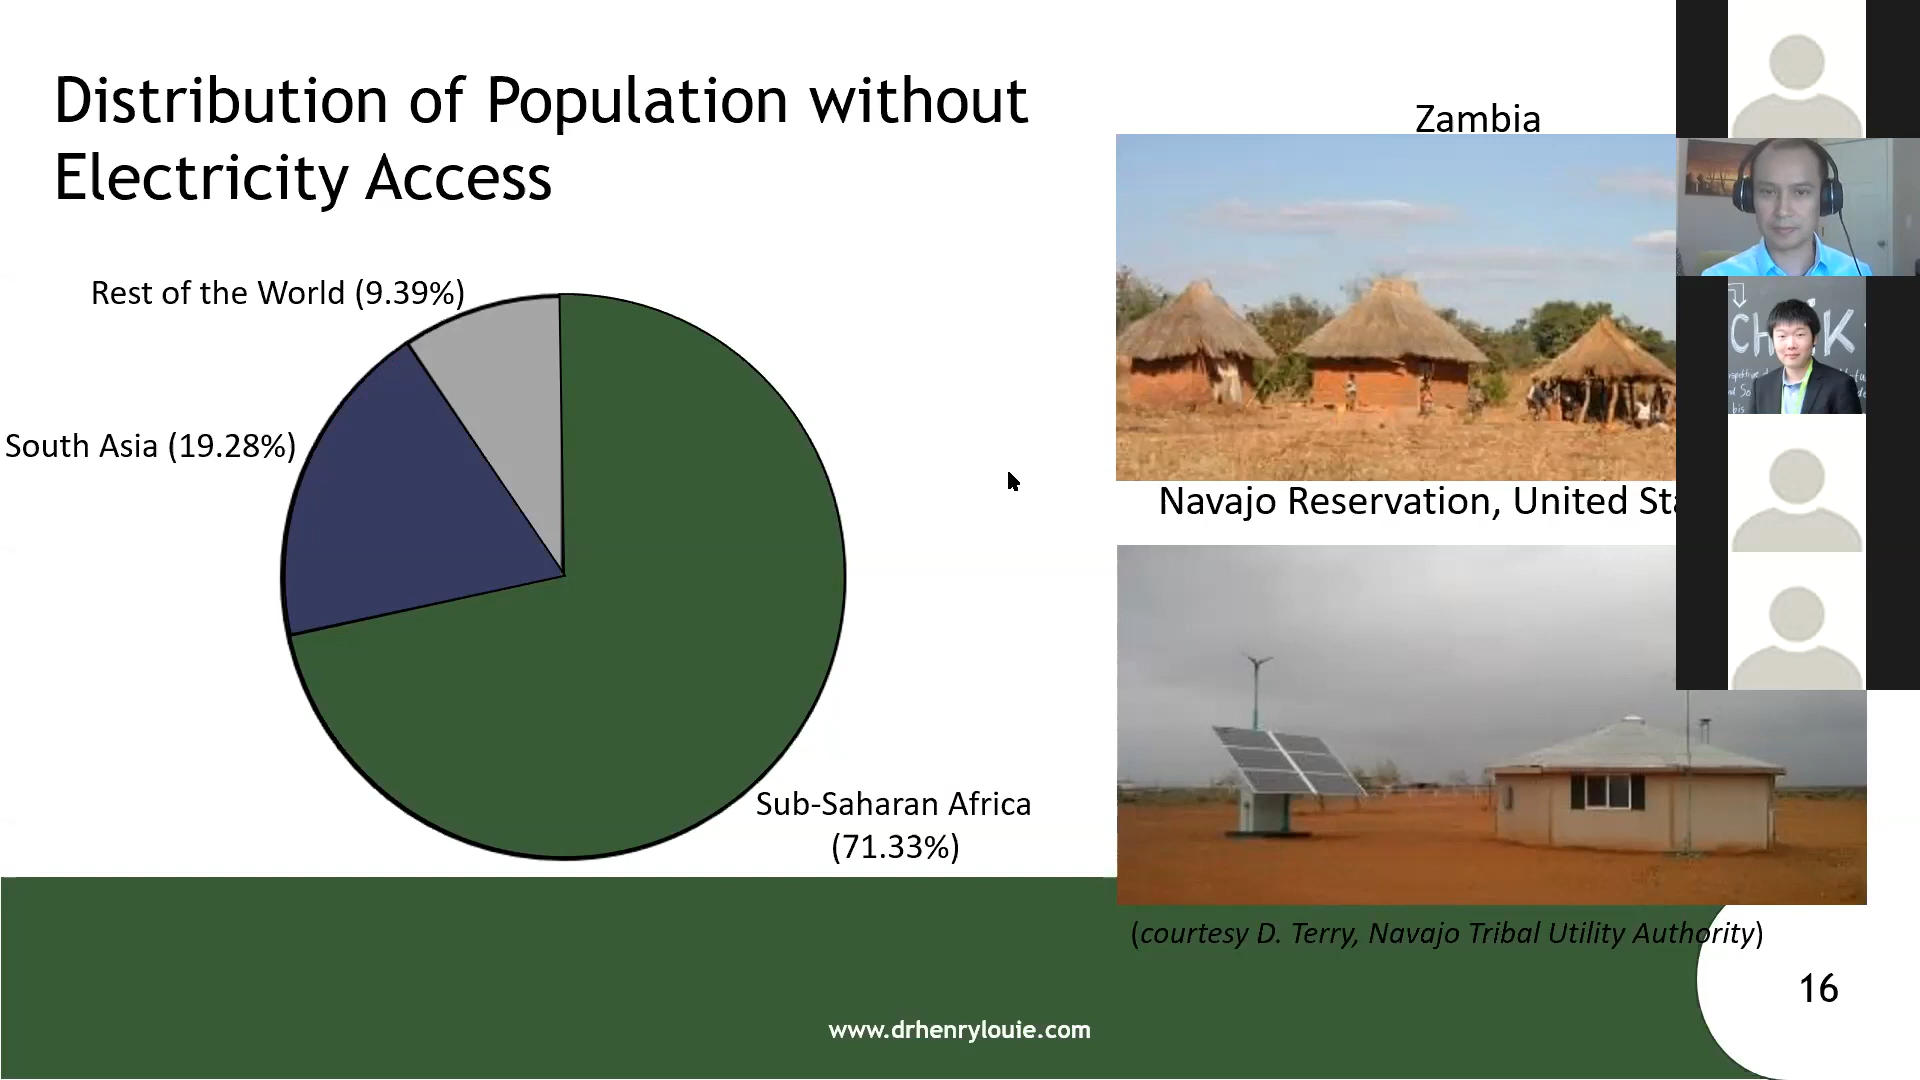 Distribution of Population without
Electricity Access
Rest of the World (9.39%)
South Asia (19.28%)
Sub-Saharan Africa
(71.33%)
Zambia
Navajo Reservation, United Sta
(courtesy D. Terry, Navajo Tribal Utility Authority)
16
www.drhenrylouie.com